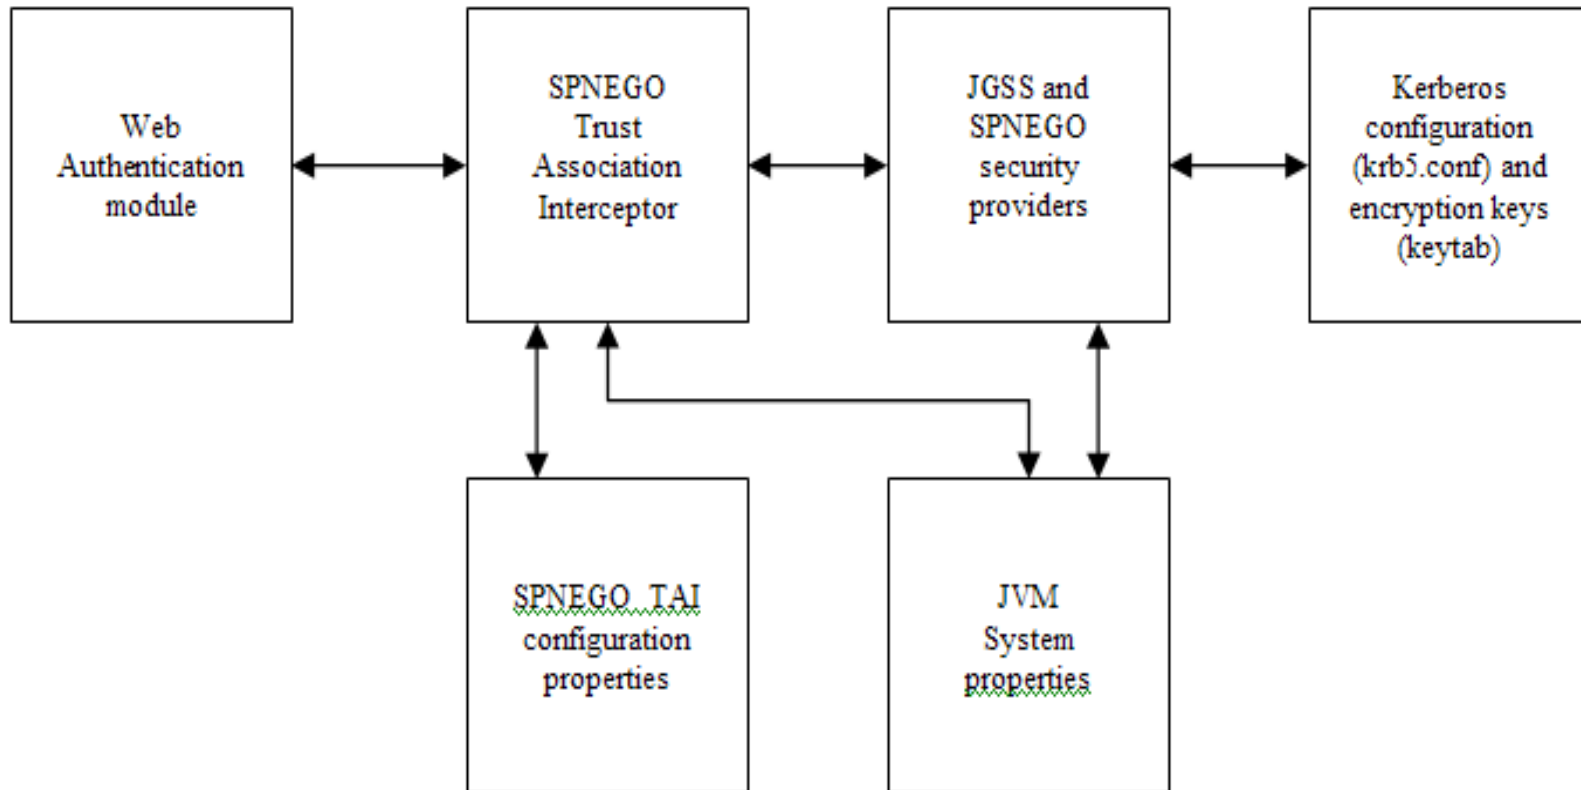 Web
Authentication
module
SPNEGO
Trust
Association
Interceptor
JGSS and
SPNEGO
security
providers
Kerberos
configuration
(krb5.conf) and
encryption keys
(keytab)
SPNEGO TAI
configuration
properties
JVM
System
properties